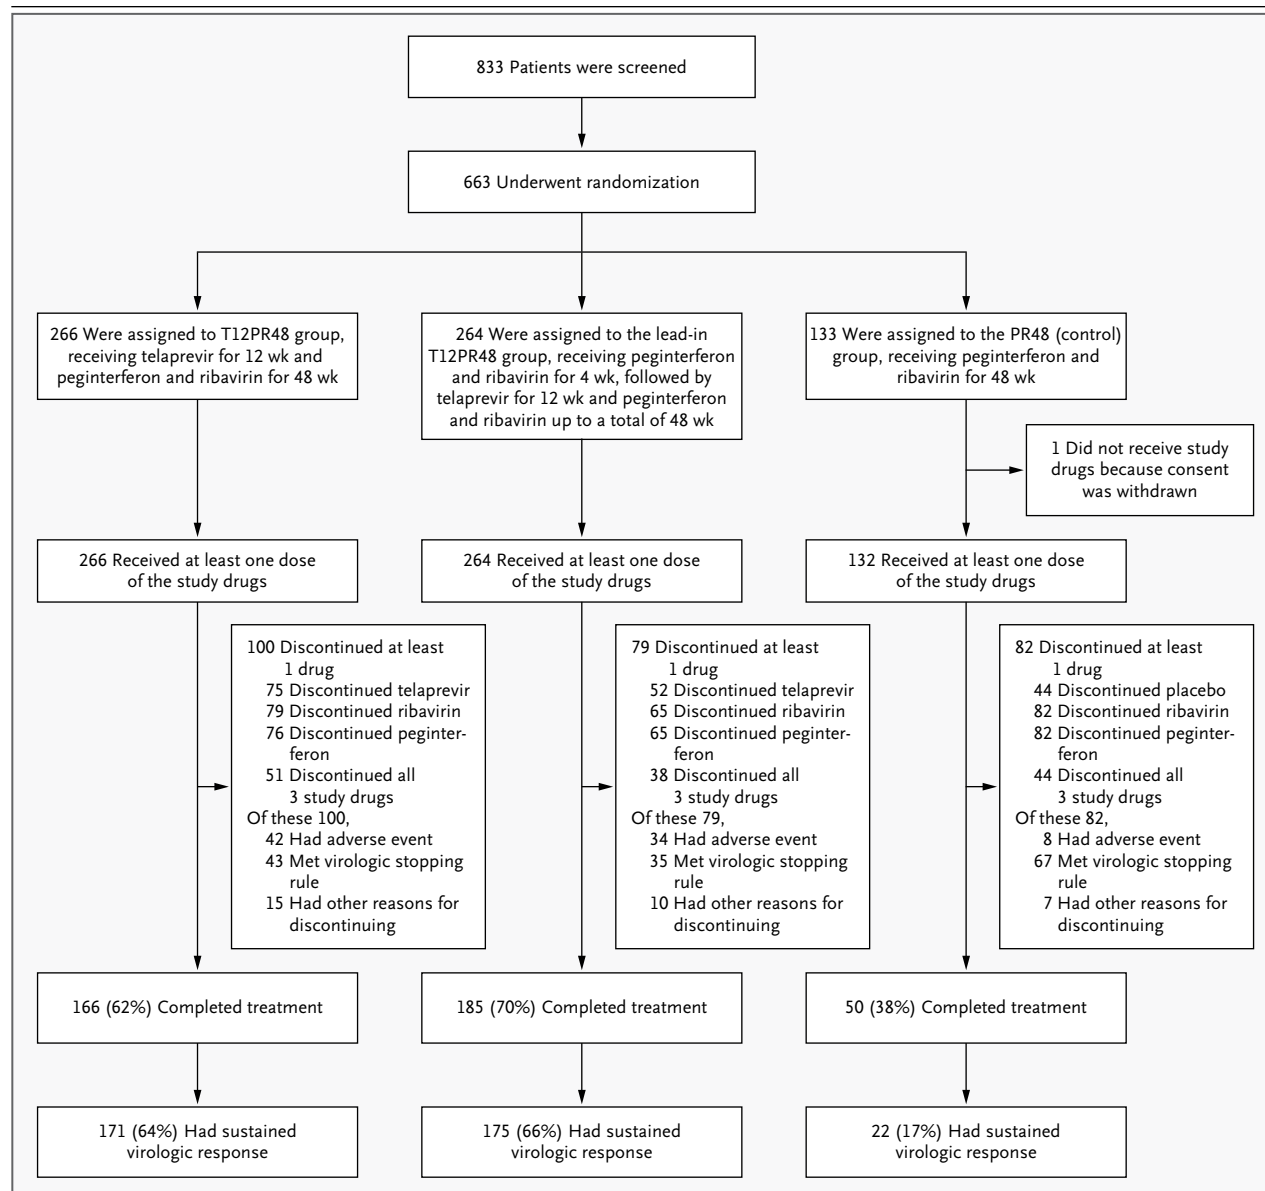 833 Patients were screened
663 Underwent randomization
266 Were assigned to T12PR48 group,
receiving telaprevir for 12 wk and
peginterferon and ribavirin for 48 wk
264 Were assigned to the lead-in
T12PR48 group, receiving peginterferon
and ribavirin for 4 wk, followed by
telaprevir for 12 wk and peginterferon
and ribavirin up to a total of 48 wk
133 Were assigned to the PR48 (control)
group, receiving peginterferon and
ribavirin for 48 wk
1 Did not receive study
drugs because consent
was withdrawn
266 Received at least one dose
of the study drugs
264 Received at least one dose
of the study drugs
132 Received at least one dose
of the study drugs
100 Discontinued at least
1 drug
75 Discontinued telaprevir
79 Discontinued ribavirin
76 Discontinued peginter-
feron
51 Discontinued all
3 study drugs
Of these 100,
42 Had adverse event
43 Met virologic stopping
rule
15 Had other reasons for
discontinuing
79 Discontinued at least
1 drug
52 Discontinued telaprevir
65 Discontinued ribavirin
65 Discontinued peginter-
feron
38 Discontinued all
3 study drugs
Of these 79,
34 Had adverse event
35 Met virologic stopping
rule
10 Had other reasons for
discontinuing
82 Discontinued at least
1 drug
44 Discontinued placebo
82 Discontinued ribavirin
82 Discontinued peginter-
feron
44 Discontinued all
3 study drugs
Of these 82,
8 Had adverse event
67 Met virologic stopping
rule
7 Had other reasons for
discontinuing
166 (62%) Completed treatment
185 (70%) Completed treatment
50 (38%) Completed treatment
171 (64%) Had sustained
virologic response
175 (66%) Had sustained
virologic response
22 (17%) Had sustained
virologic response